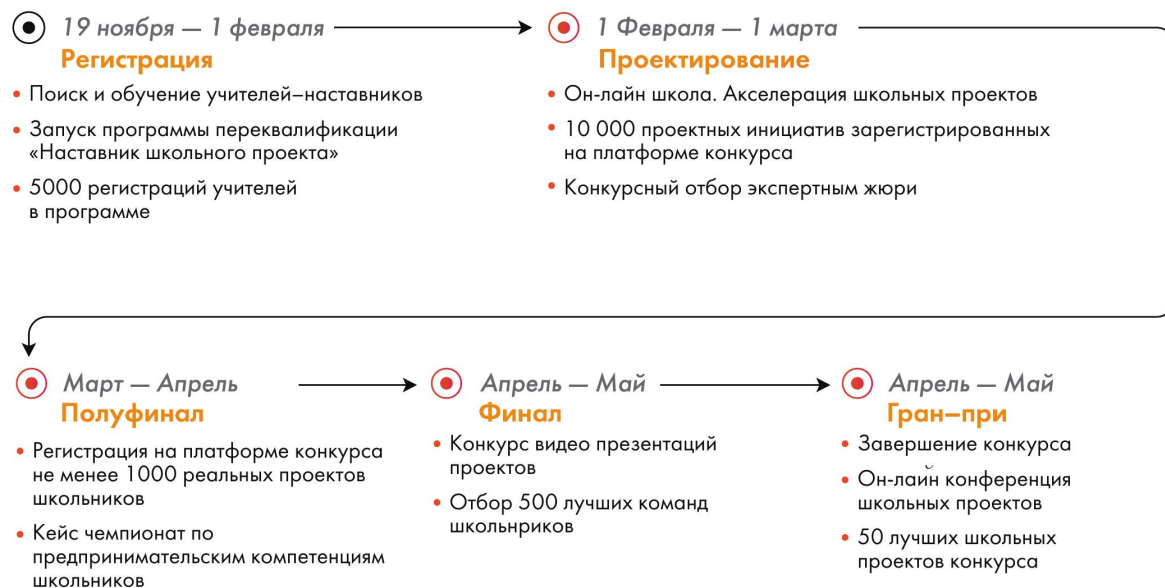 19 ноября — 1 февраля
Регистрация
Поиск и обучение учителей–наставников
Запуск программы переквалификации
«Наставник школьного проекта»
5000 регистраций учителей
в программе
1 Февраля — 1 марта
Проектирование
Он-лайн школа. Акселерация школьных проектов
10 000 проектных инициатив зарегистрированных
на платформе конкурса
Конкурсный отбор экспертным жюри
Март — Апрель
Полуфинал
Регистрация на платформе конкурса
не менее 1000 реальных проектов
школьников
Кейс чемпионат по
предпринимательским компетенциям
школьников
Апрель — Май
Финал
Конкурс видео презентаций
проектов
Отбор 500 лучших команд
школьнриков
Апрель — Май
Гран–при
Завершение конкурса
Он-лайн конференция
школьных проектов
50 лучших школьных
проектов конкурса